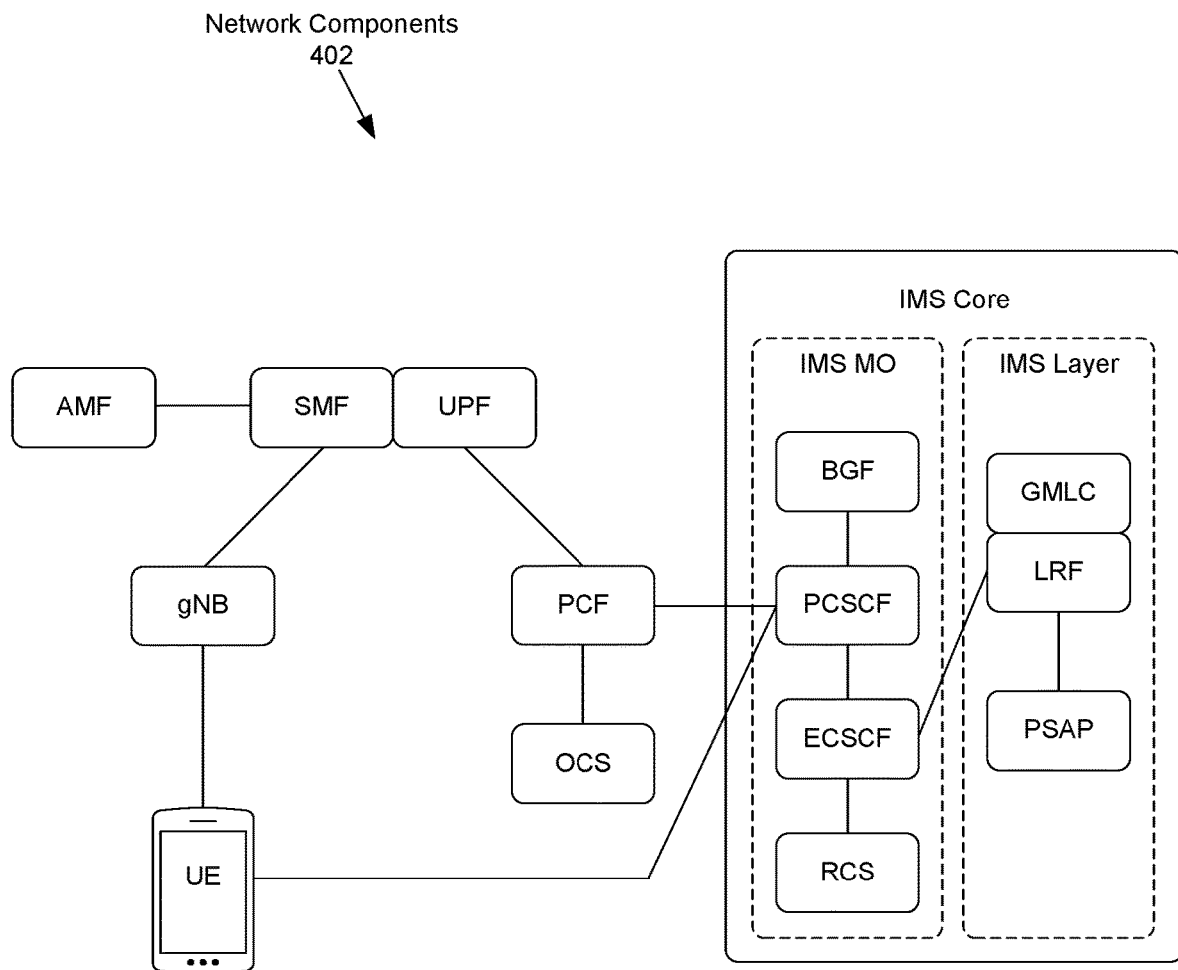 Network Components
402
IMS Core
IMS MO
IMS Layer
AMF
SMF
UPF
BGF
GMLC
gNB
PCF
PCSCF
LRF
OCS
ECSCF
PSAP
UE
RCS